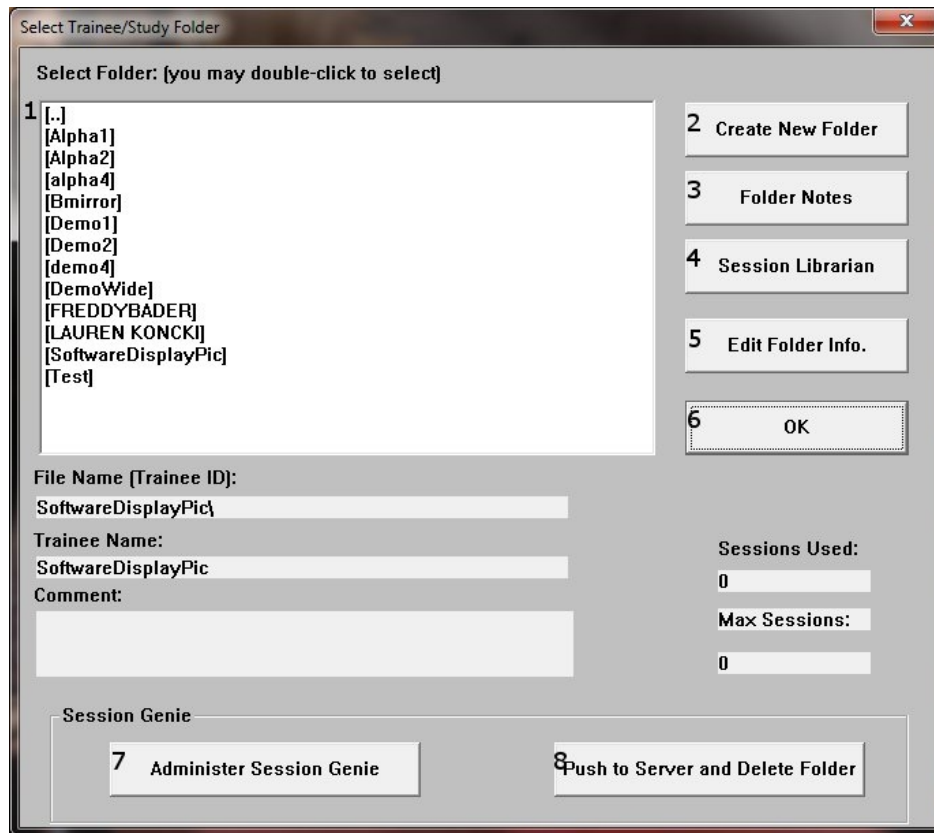 Select Trainee/Study Folder
x
Select Folder: (you may double-click to select)
1 [..]
[Alpha1]
[Alpha2]
[alpha4]
[Bmirror]
[Demo1]
[Demo2]
[demo4]
[DemoWide]
[FREDDYBADER]
[LAUREN KONCKI]
[SoftwareDisplayPic]
[Test]
2 Create New Folder
3 Folder Notes
4 Session Librarian
5 Edit Folder Info.
6 OK
File Name (Trainee ID):
SoftwareDisplayPic\
Trainee Name:
SoftwareDisplayPic
Comment:
Sessions Used:
0
Max Sessions:
0
Session Genie
7 Administer Session Genie
8 Push to Server and Delete Folder